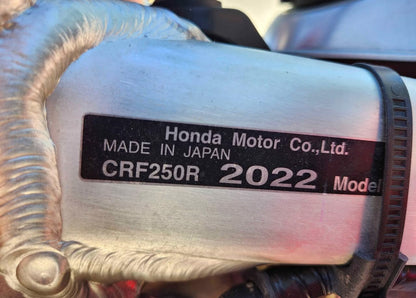 Honda Motor Co.,Ltd.
MADE IN JAPAN
CRF250R 2022 Model